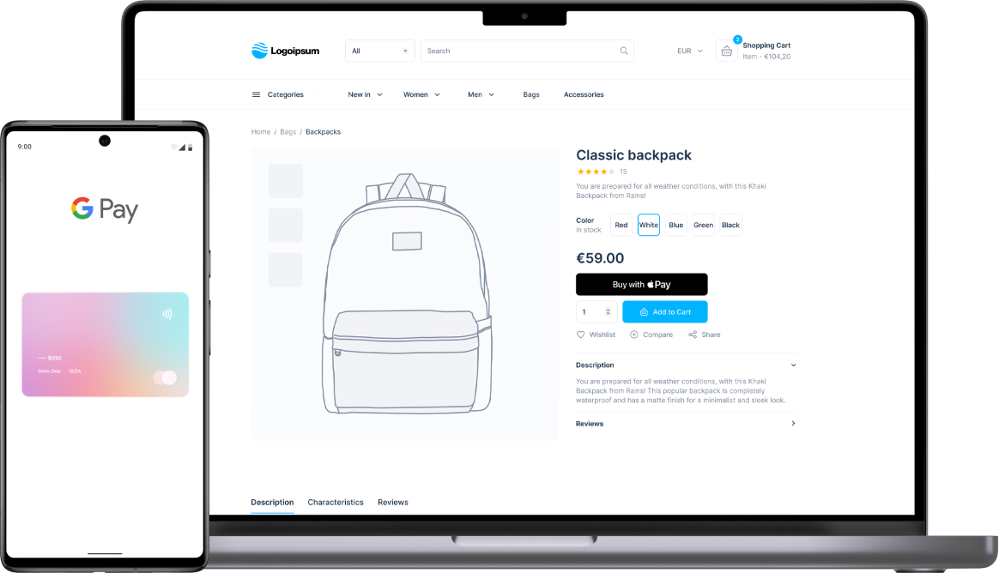 Logoipsum
All
Search
EUR
2
Shopping Cart
Item - €104,20
Categories
New in
Women
Men
Bags
Accessories
Home / Bags / Backpacks
Classic backpack
15
You are prepared for all weather conditions, with this Khaki
Backpack from Rains!
Color
in stock
Red
White
Blue
Green
Black
€59.00
Buy with Pay
1
Add to Cart
Wishlist
Compare
Share
Description
You are prepared for all weather conditions, with this Khaki
Backpack from Rains! This popular backpack is completely
waterproof and has a matte finish for a minimalist and sleek look.
Reviews
Description
Characteristics
Reviews
9:00
G Pay
•••• 9010
John Doe 12/24